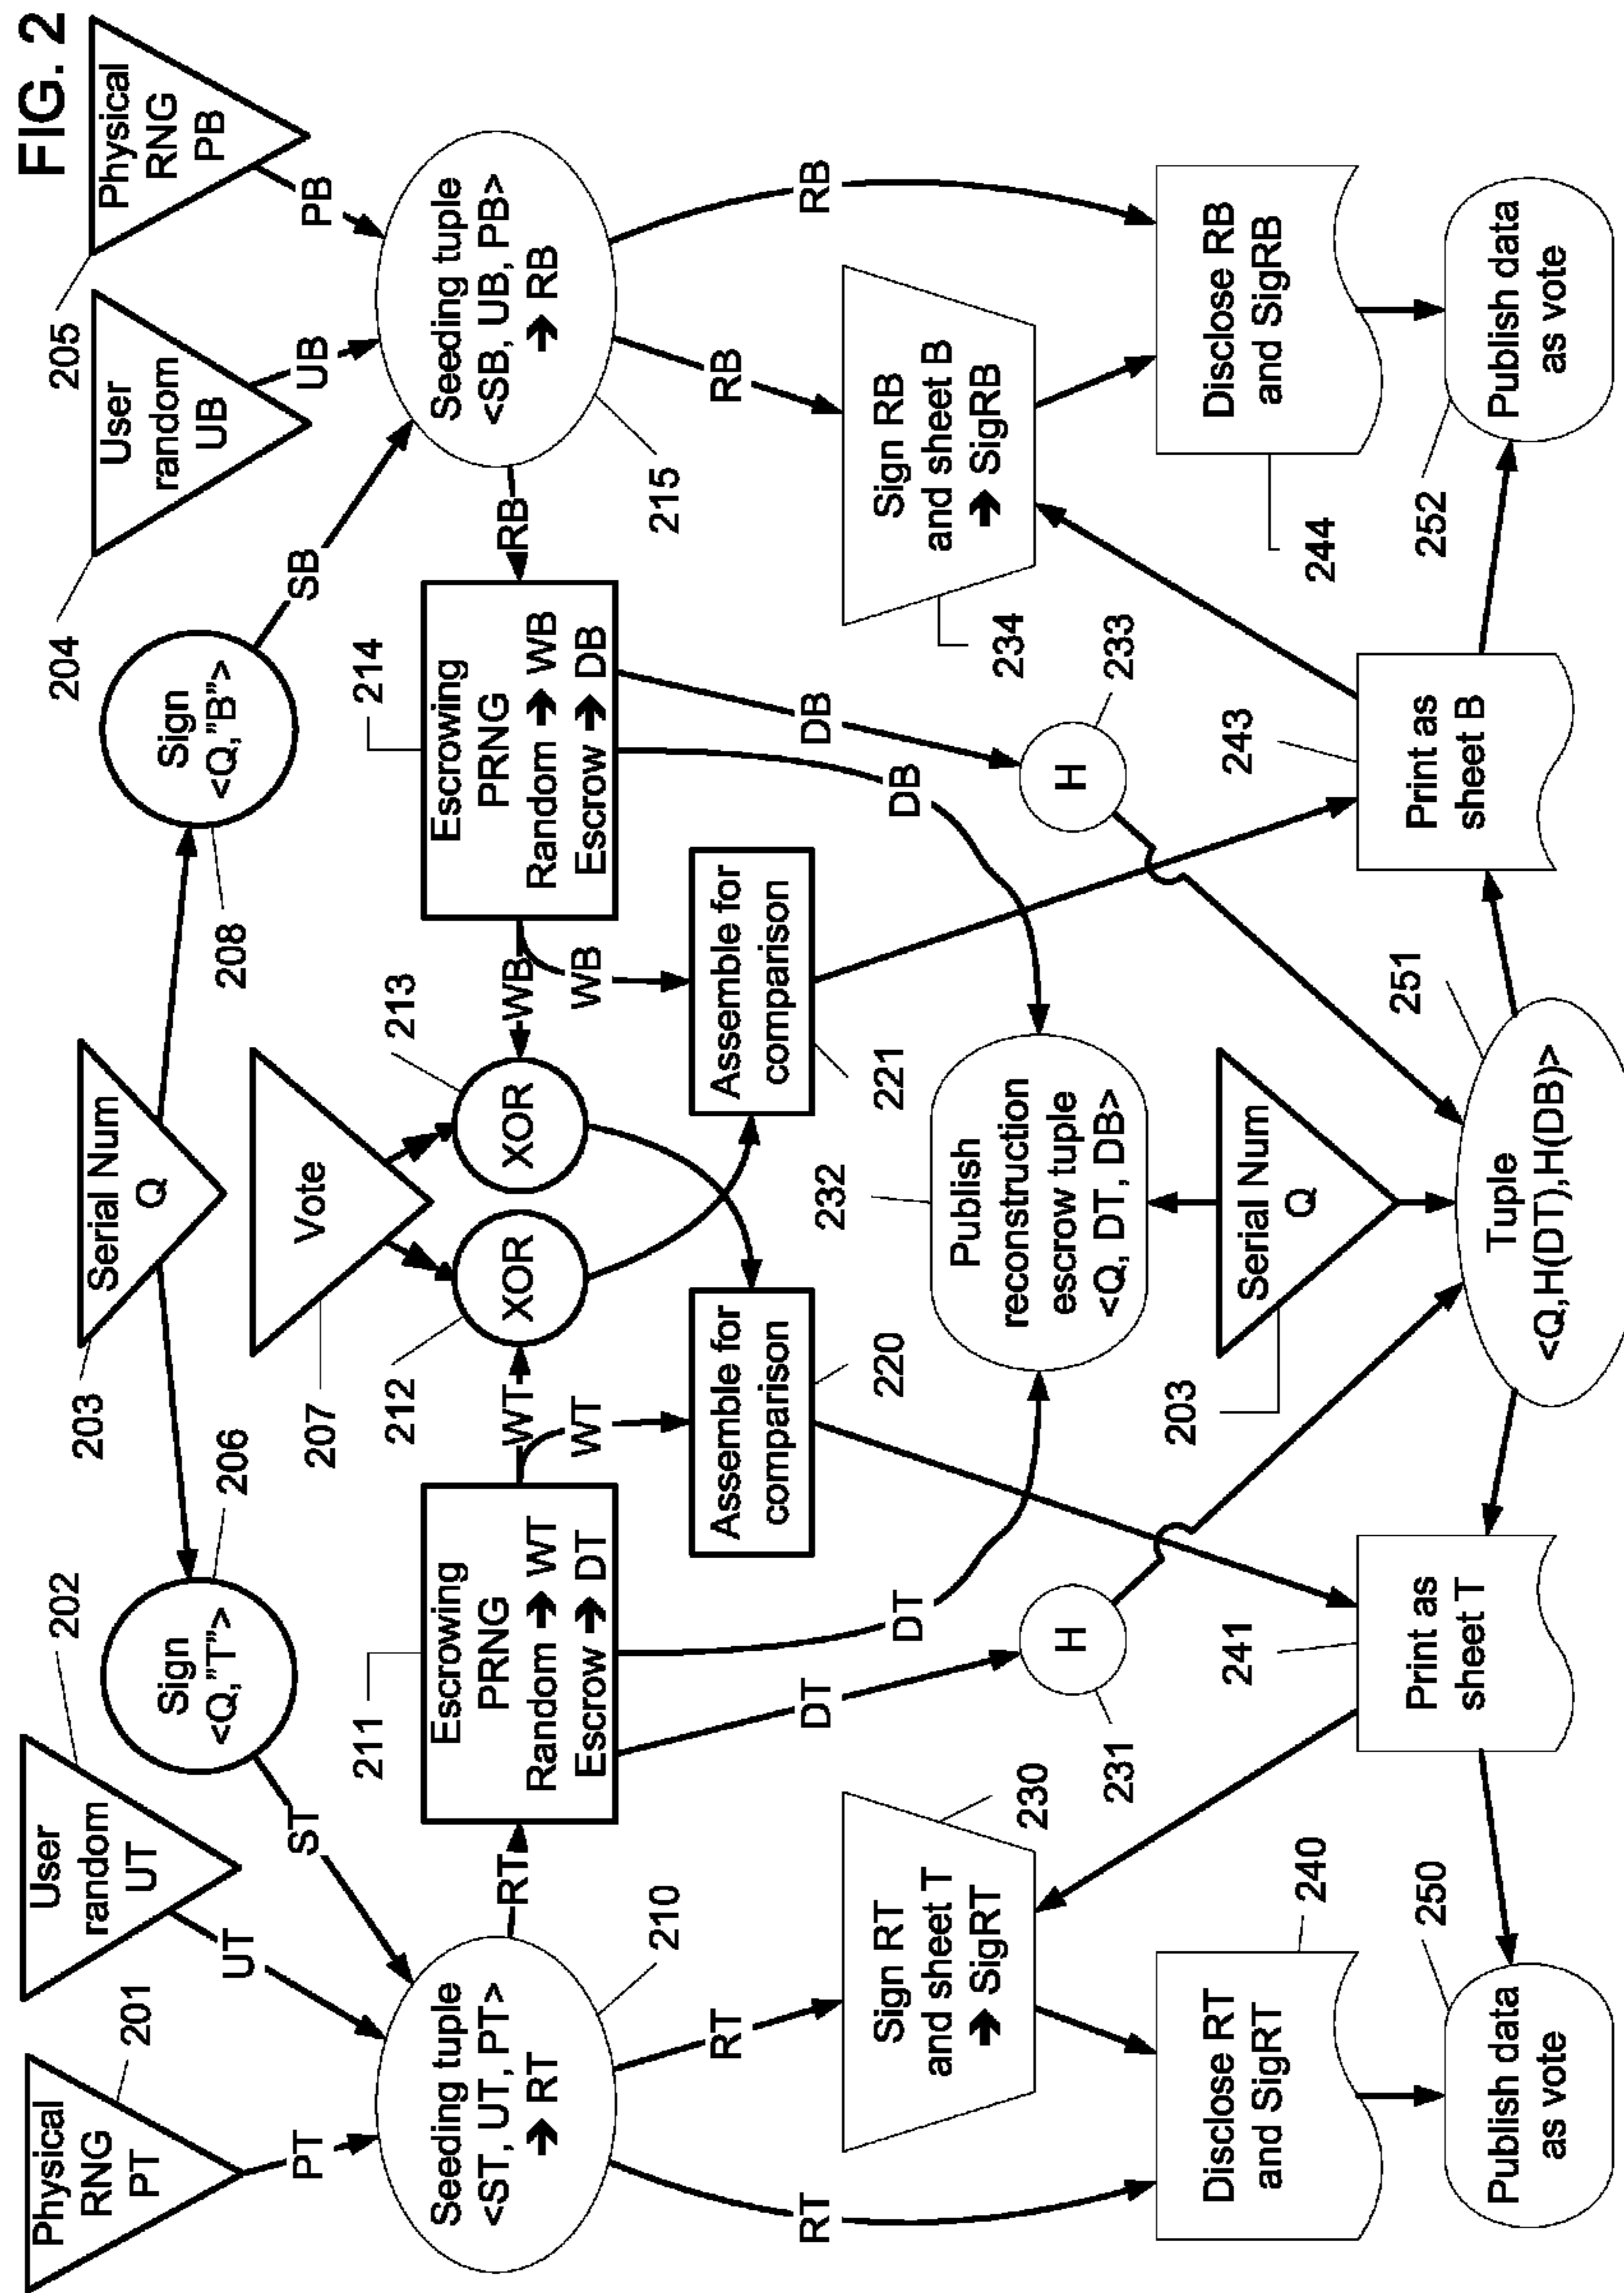 FIG. 2
Physical
RNG
PT
201
User
random
UT
202
Serial Num
Q
203
User
random
UB
204
Physical
RNG
PB
205
PT
UT
ST
Sign
<Q,"T">
206
Vote
207
Sign
<Q,"B">
208
SB
UB
PB
Seeding tuple
<ST, UT, PT>
➔ RT
210
RT
Escrowing
PRNG
Random ➔ WT
Escrow ➔ DT
211
WT
WT
XOR
212
XOR
213
WB
WB
Escrowing
PRNG
Random ➔ WB
Escrow ➔ DB
214
RB
Seeding tuple
<SB, UB, PB>
➔ RB
215
Assemble for
comparison
220
Assemble for
comparison
221
RT
RT
DT
DT
DB
DB
RB
RB
Sign RT
and sheet T
➔ SigRT
230
H
231
Publish
reconstruction
escrow tuple
<Q, DT, DB>
232
H
233
Sign RB
and sheet B
➔ SigRB
234
Serial Num
Q
203
Disclose RT
and SigRT
240
Print as
sheet T
241
Print as
sheet B
243
Disclose RB
and SigRB
244
Publish data
as vote
250
Tuple
<Q,H(DT),H(DB)>
251
Publish data
as vote
252